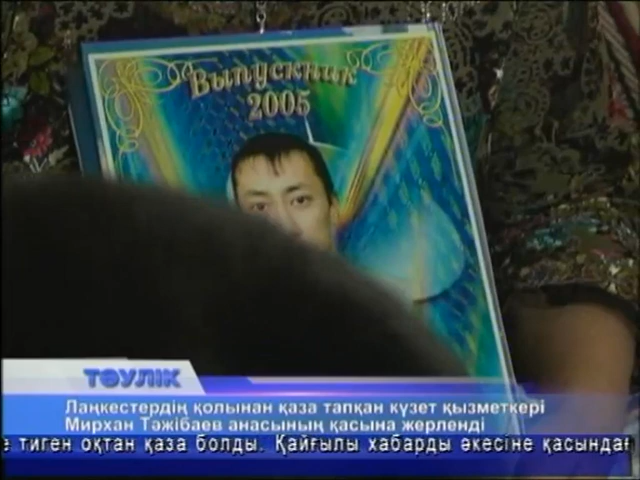 Выпускник
2005
ТӘУЛІК
Лаңкестердің қолынан қаза тапқан күзет қызметкері
Мирхан Тәжібаев анасының қасына жерленді
тиген оқтан қаза болды. Қайғылы хабарды әкесіне